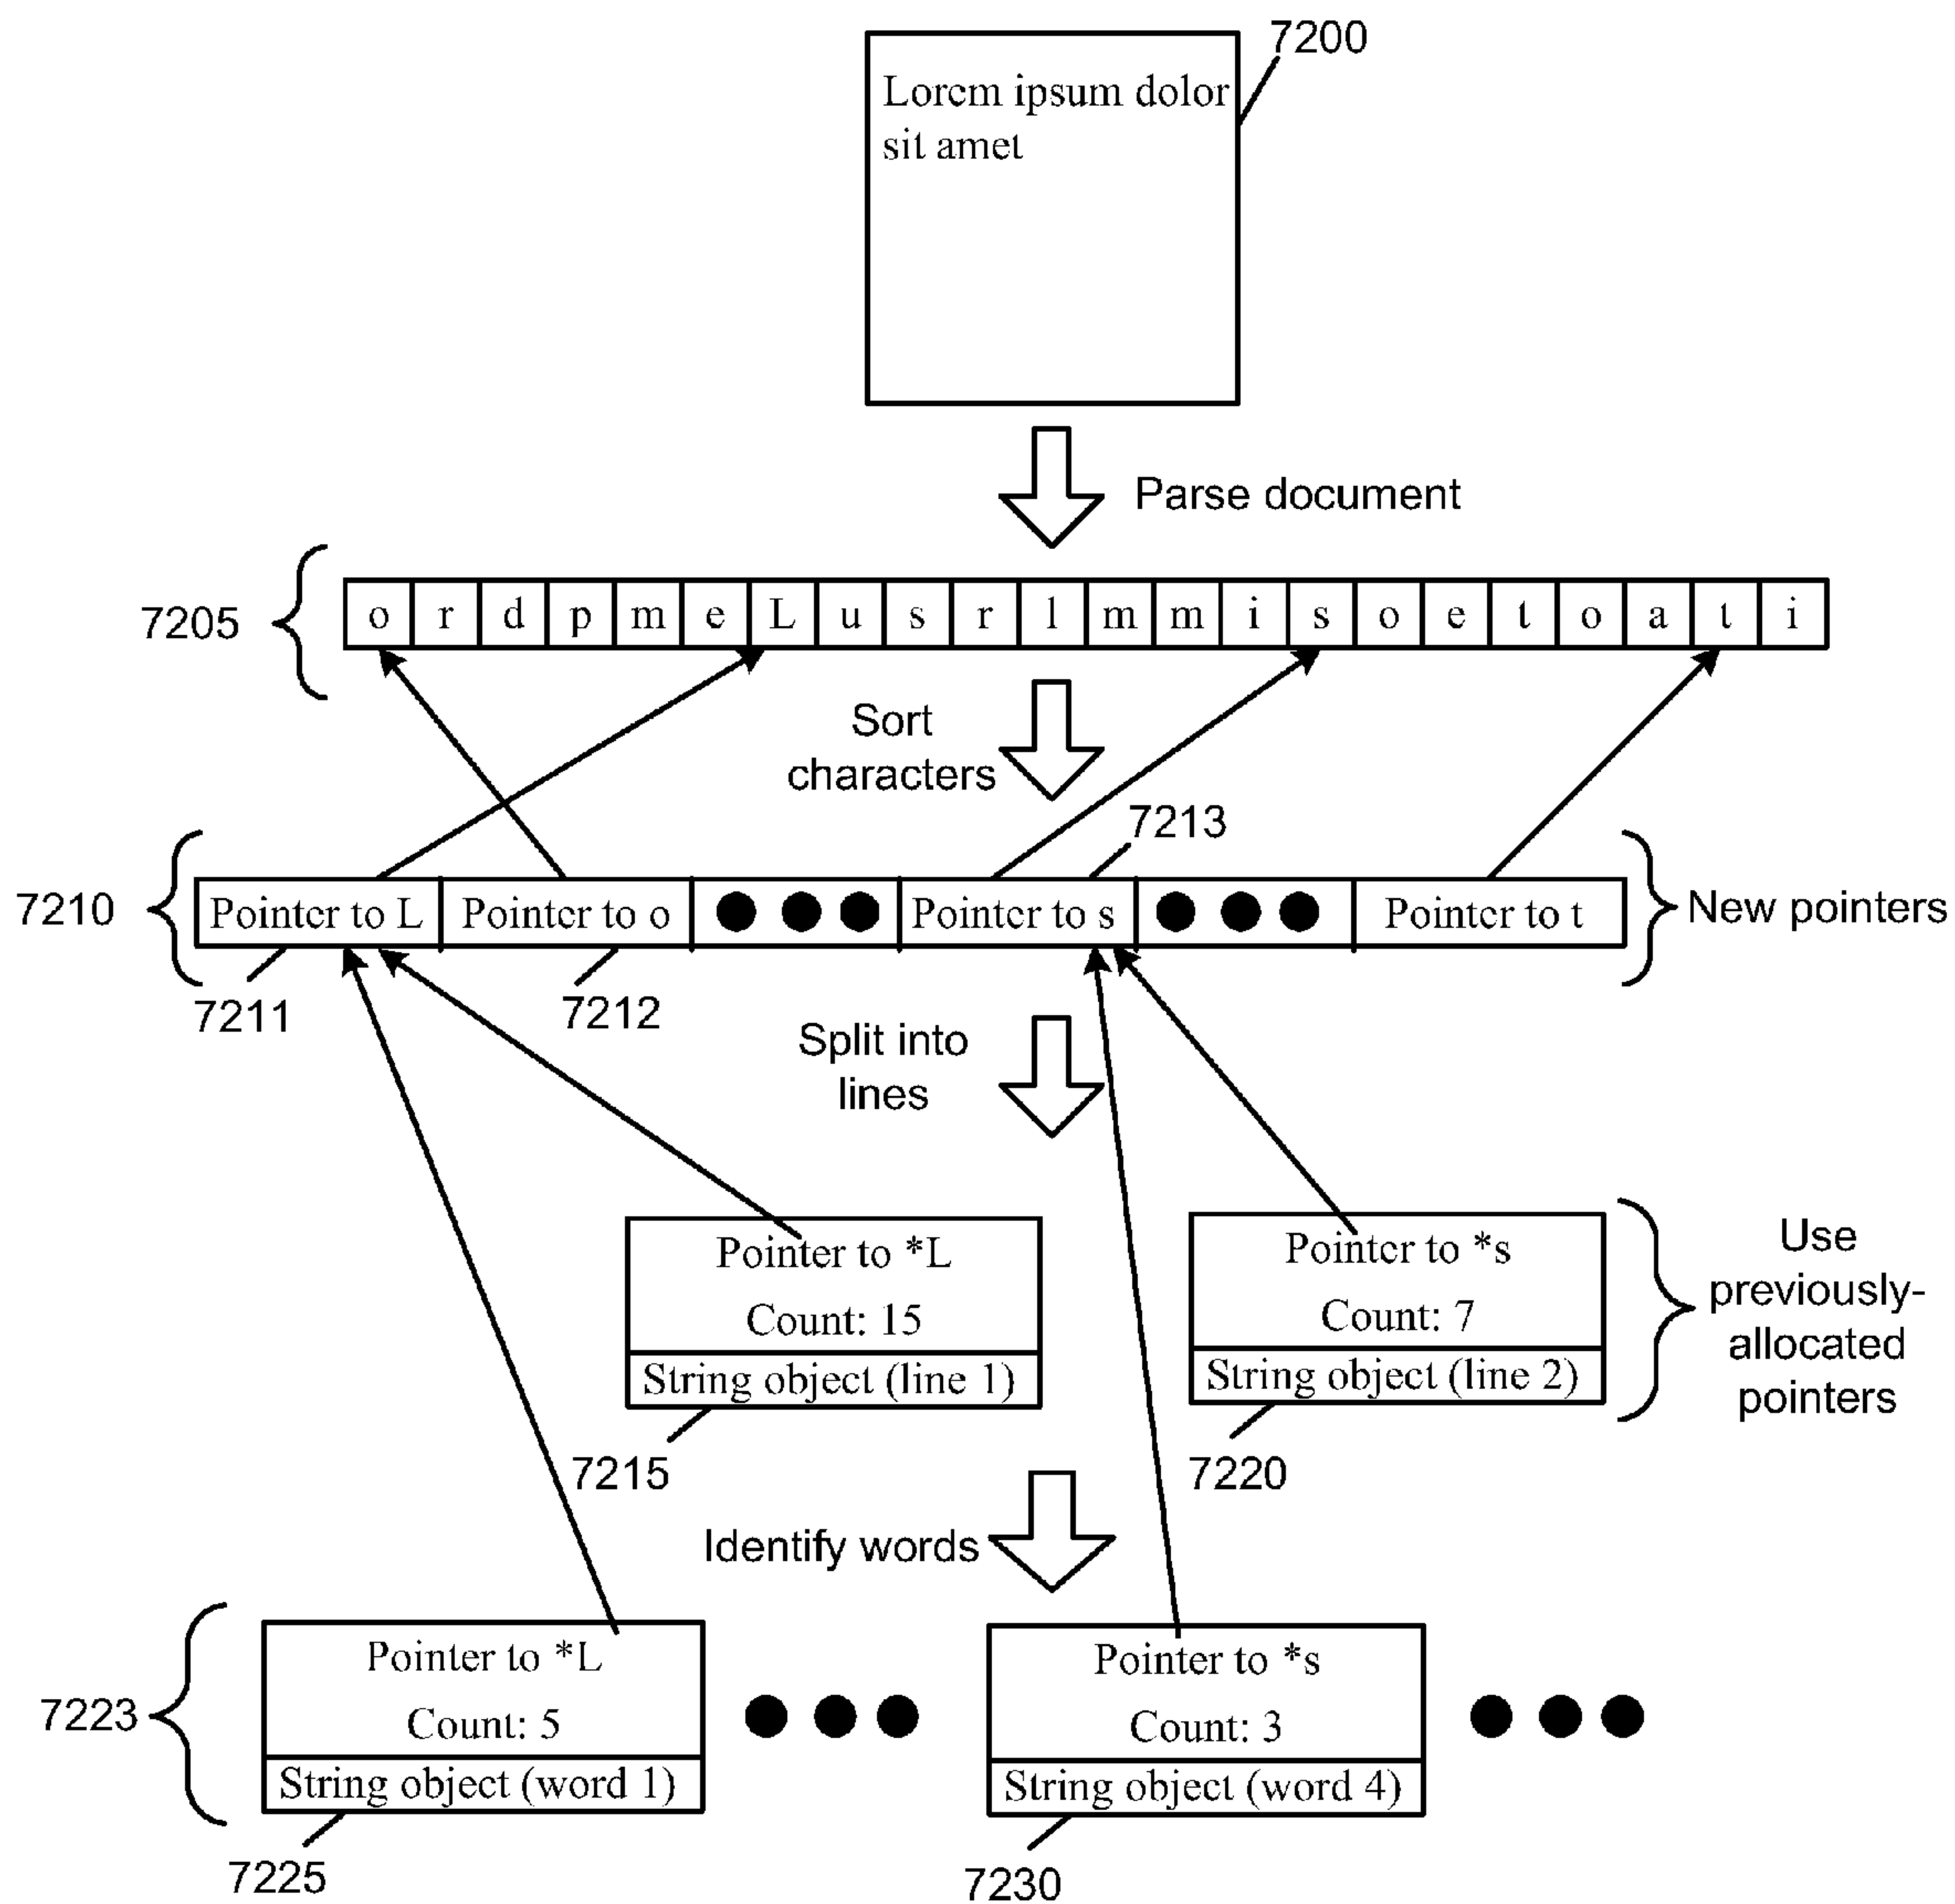 7200
Lorem ipsum dolor
sit amet
Parse document
7205
o r d p m e L u s r l m m i s o e t o a t i
Sort
characters
7213
7210
Pointer to L Pointer to o Pointer to s Pointer to t
New pointers
7211
7212
Split into
lines
Pointer to *L
Count: 15
String object (line 1)
7215
Pointer to *s
Count: 7
String object (line 2)
7220
Use
previously-
allocated
pointers
Identify words
7223
Pointer to *L
Count: 5
String object (word 1)
7225
Pointer to *s
Count: 3
String object (word 4)
7230